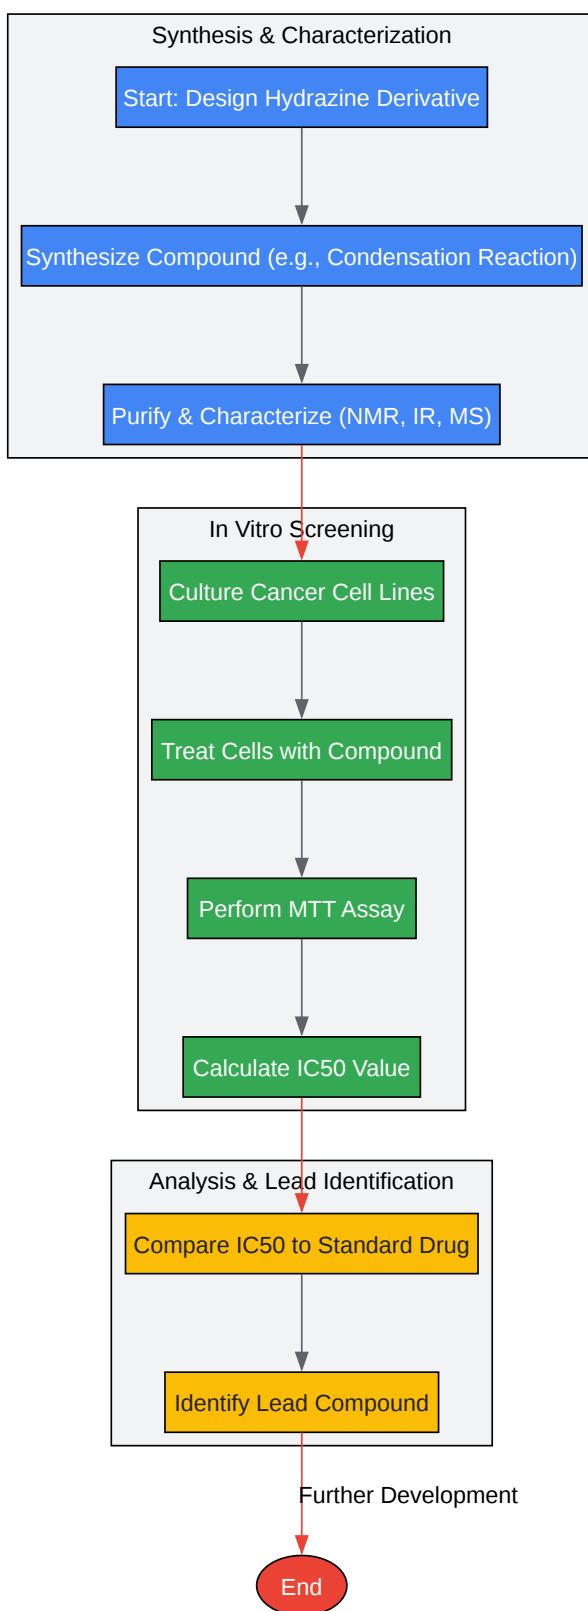 Synthesis & Characterization
Start: Design Hydrazine Derivative
Synthesize Compound (e.g., Condensation Reaction)
Purify & Characterize (NMR, IR, MS)
In Vitro Screening
Culture Cancer Cell Lines
Treat Cells with Compound
Perform MTT Assay
Calculate IC50 Value
Analysis & Lead Identification
Compare IC50 to Standard Drug
Identify Lead Compound
Further Development
End